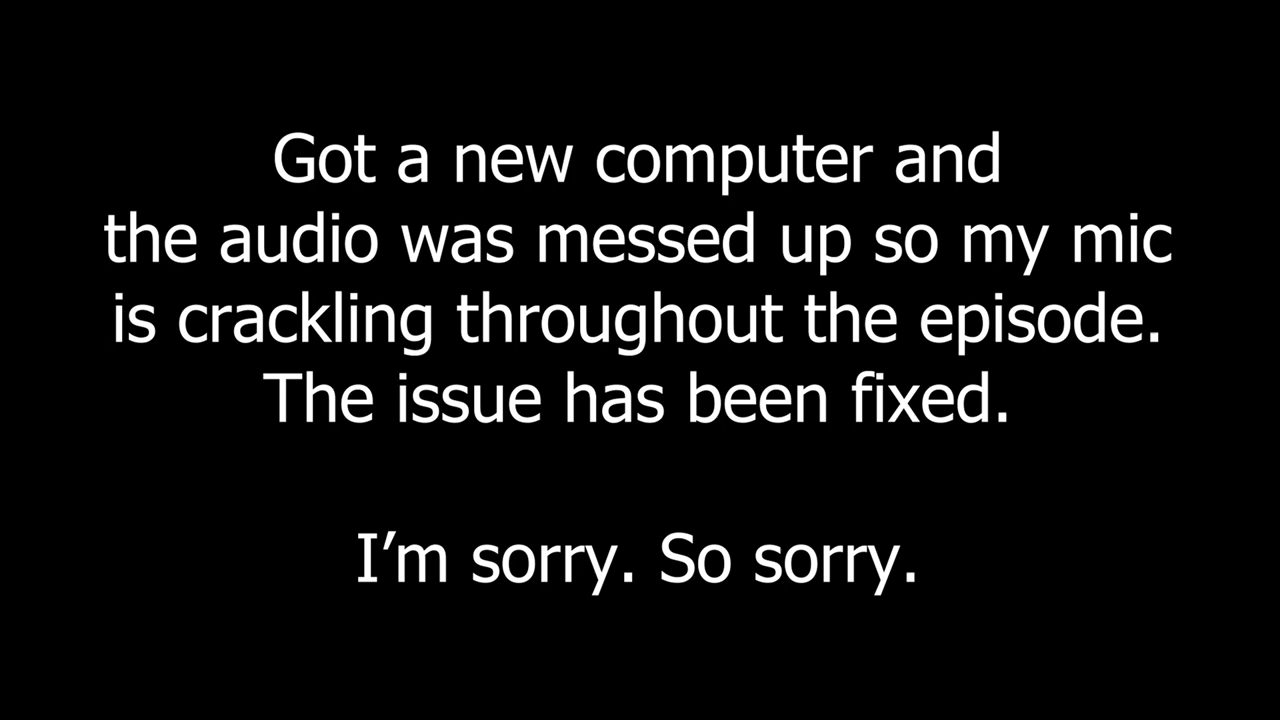 Got a new computer and
the audio was messed up so my mic
is crackling throughout the episode.
The issue has been fixed.
I’m sorry. So sorry.